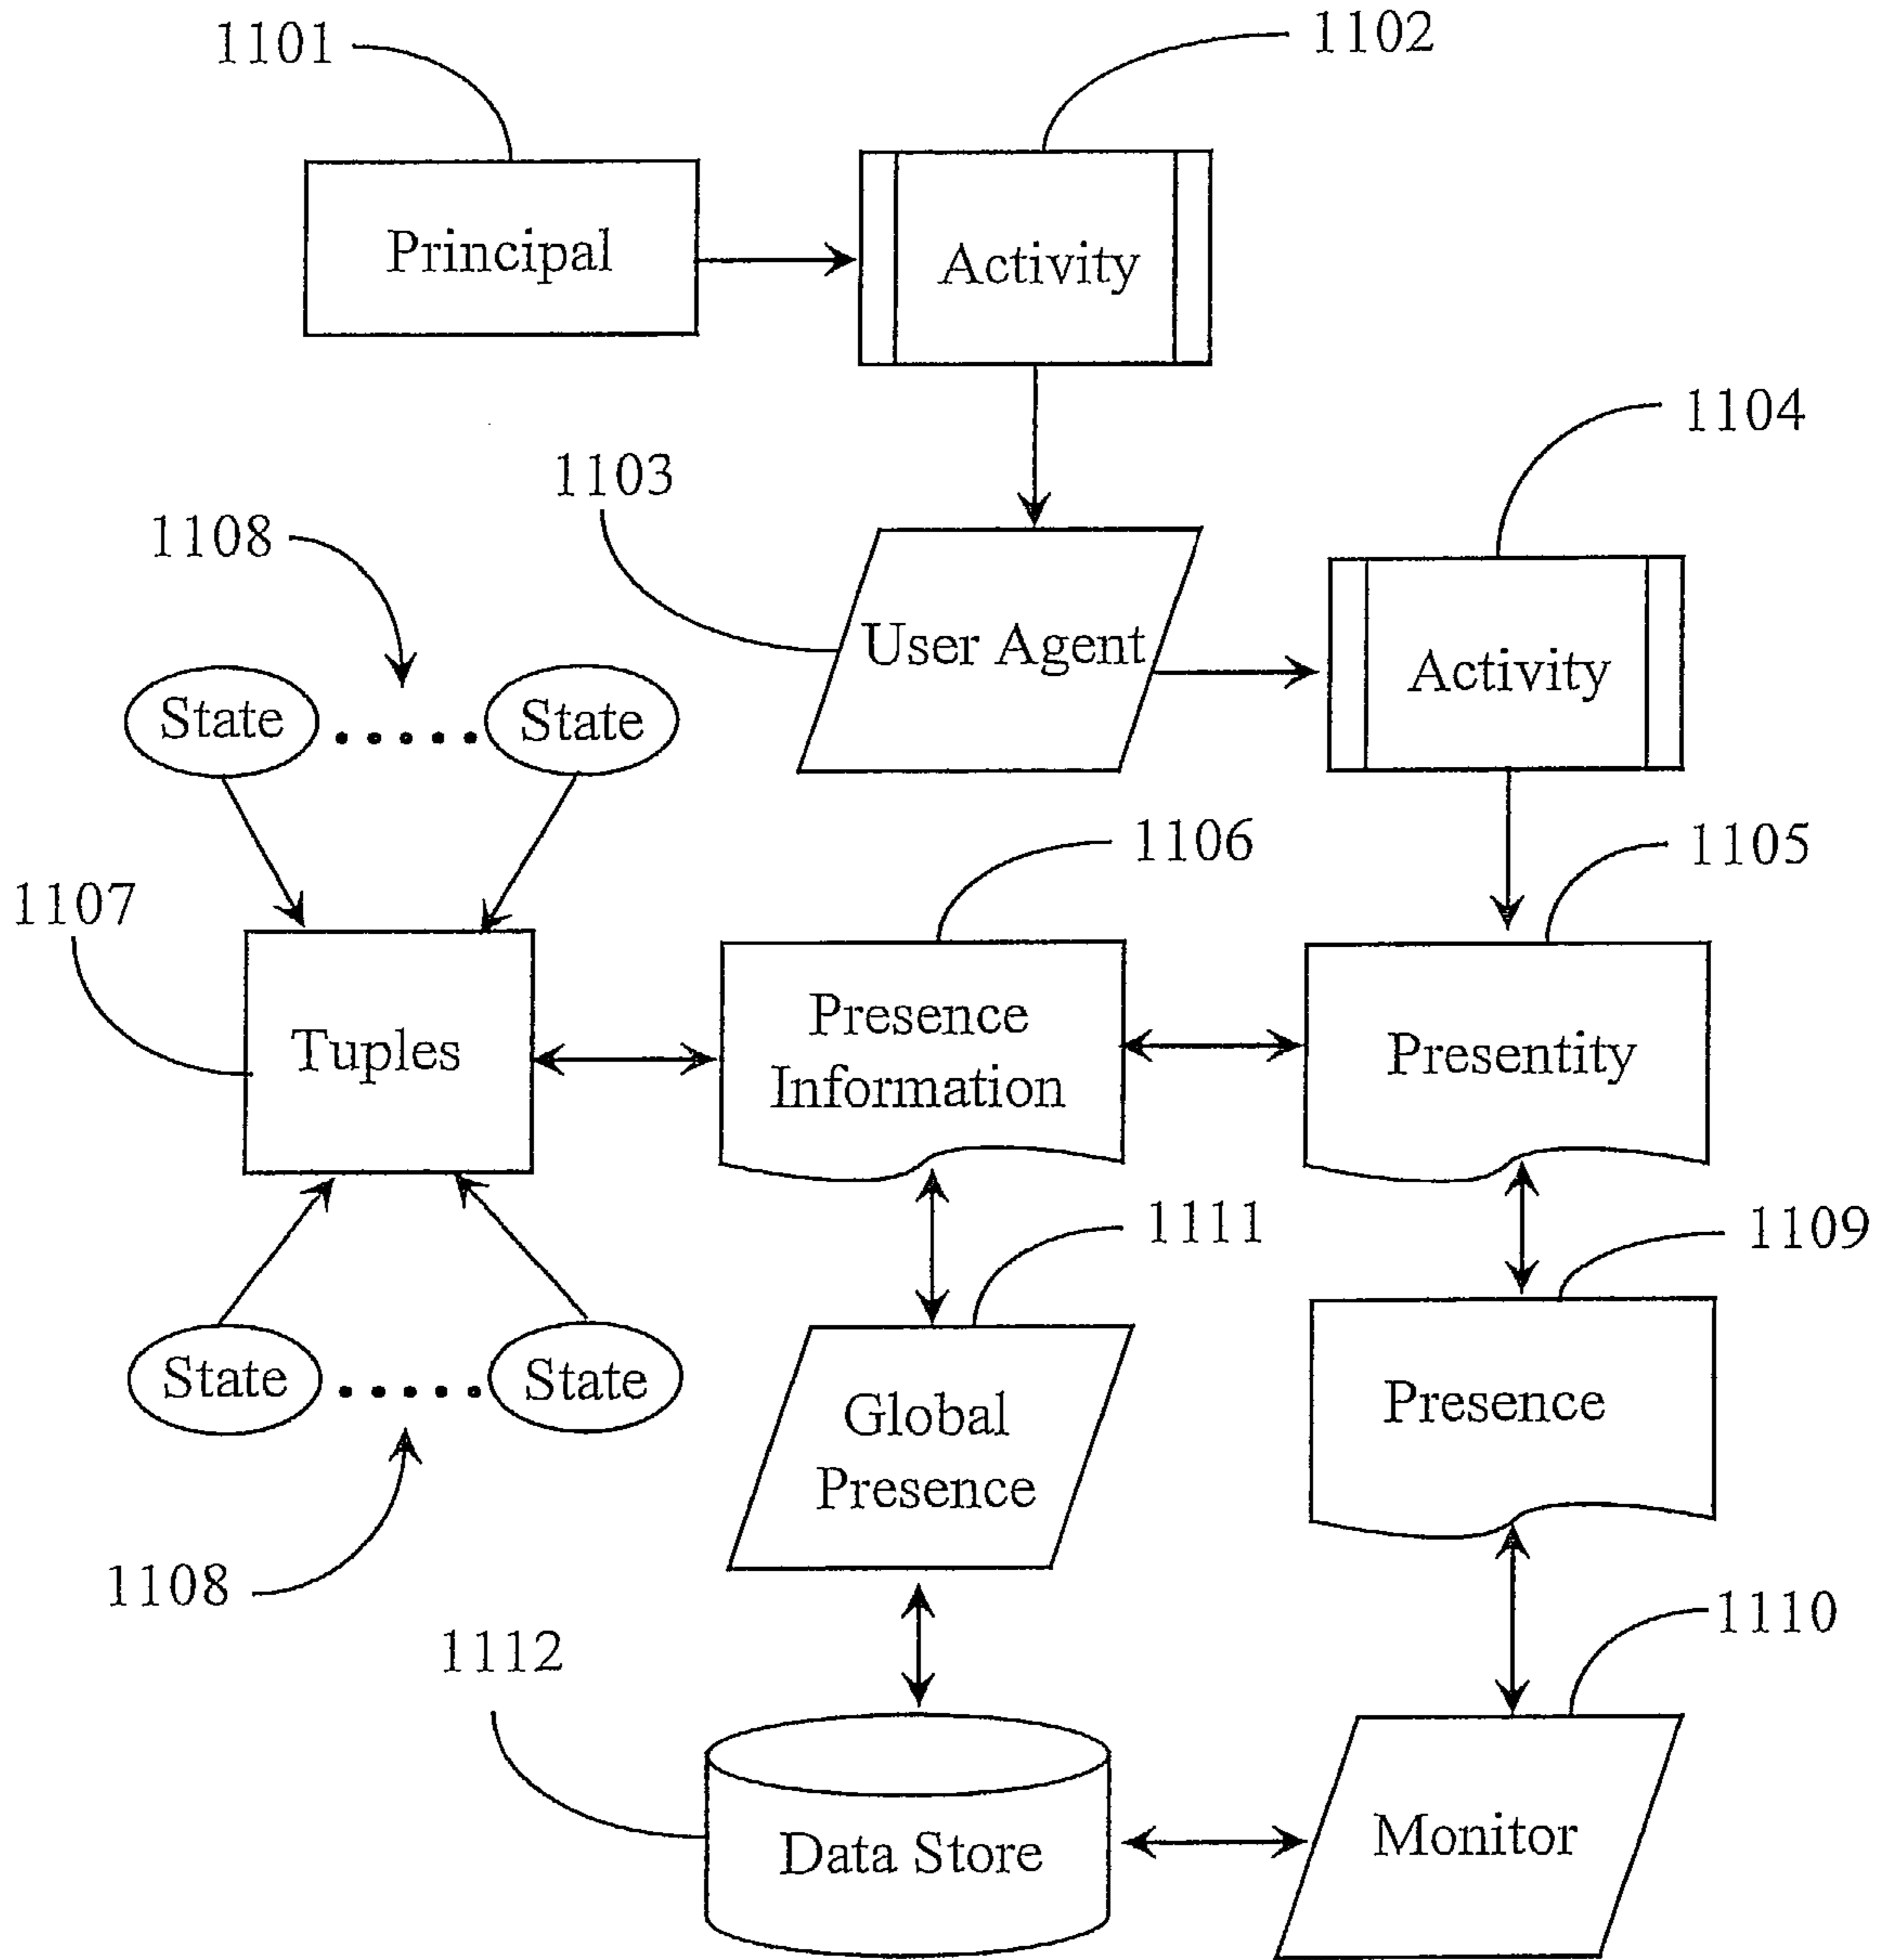 1101
1102
Principal
Activity
1104
1103
1108
User Agent
Activity
State
.....
State
1106
1105
1107
Tuples
Presence
Information
Presentity
1111
1109
State
.....
State
Global
Presence
Presence
1108
1110
1112
Data Store
Monitor